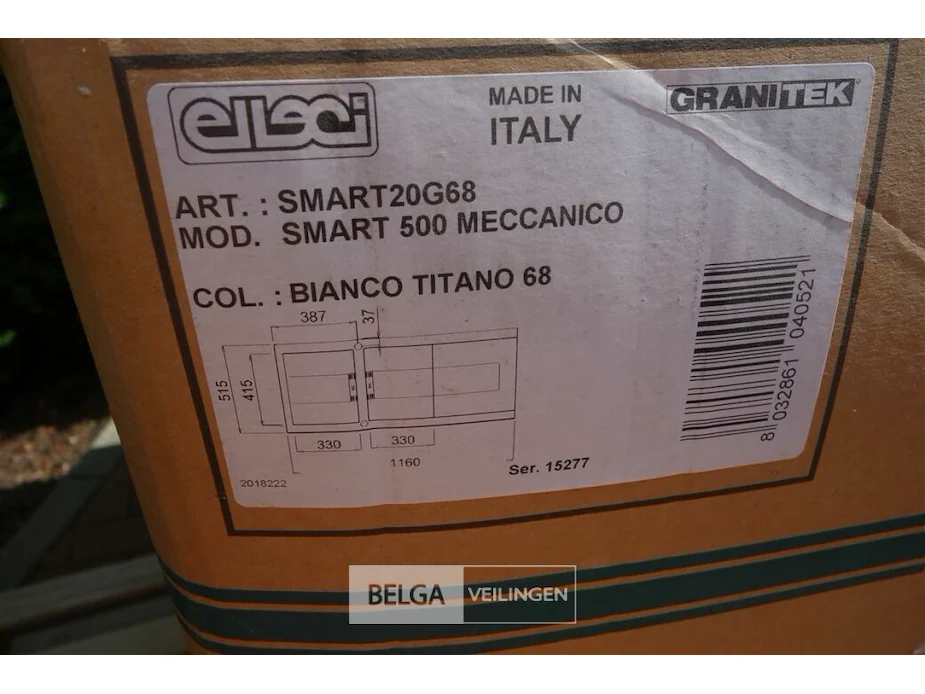 elleci
MADE IN
ITALY
GRANITEK
ART. : SMART20G68
MOD. SMART 500 MECCANICO
COL. : BIANCO TITANO 68
387
37
515
415
330
330
1160
Ser. 15277
2018222
8 032861 040521
BELGA VEILINGEN